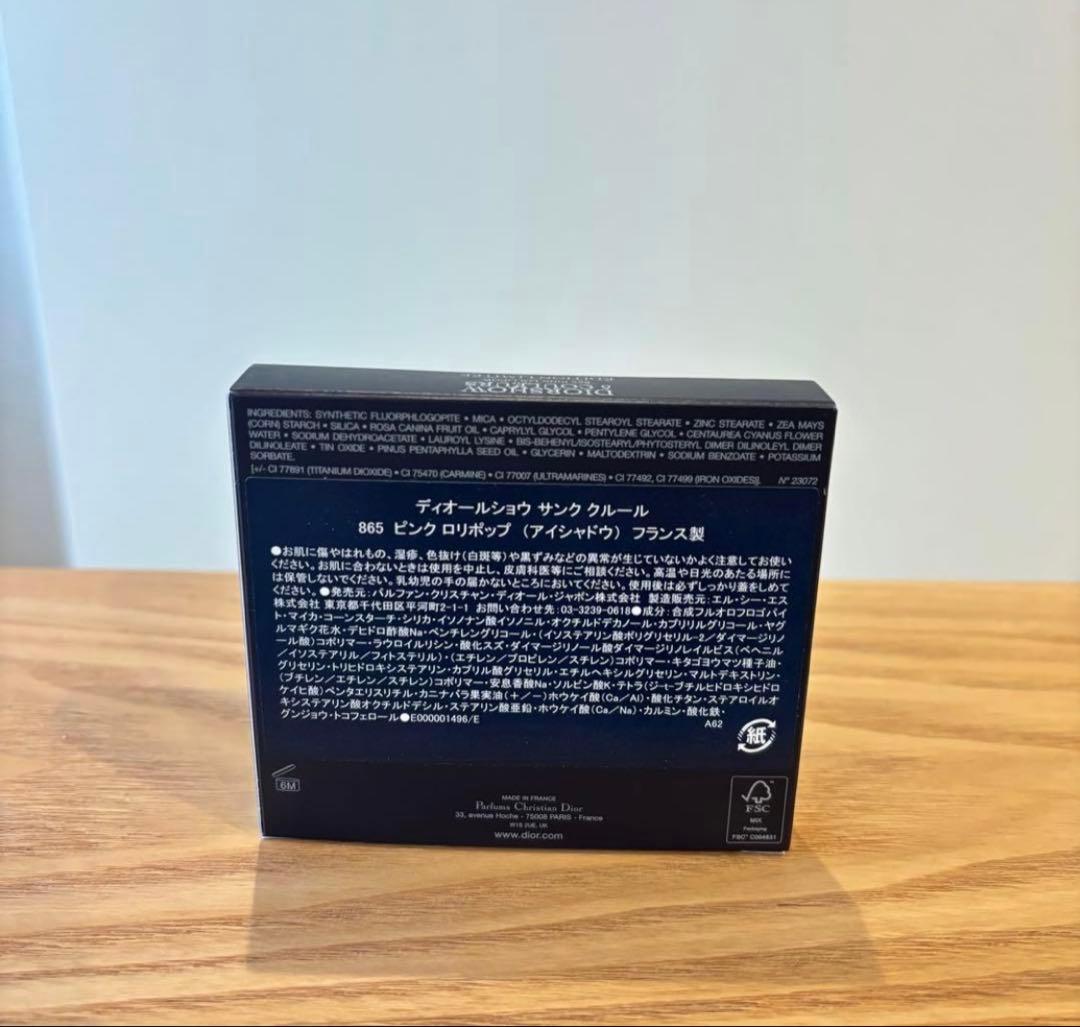 DIORSHOW
5 COULEURS
INGREDIENTS: SYNTHETIC FLUORPHLOGOPITE • MICA • OCTYLDODECYL STEAROYL STEARATE • ZINC STEARATE • ZEA MAYS
(CORN) STARCH • SILICA • ROSA CANINA FRUIT OIL • CAPRYLYL GLYCOL • PENTYLENE GLYCOL • CENTAUREA CYANUS FLOWER
WATER • SODIUM DEHYDROACETATE • LAUROYL LYSINE • BIS-BEHENYL/ISOSTEARYL/PHYTOSTERYL DIMER DILINOLEYL DIMER
DILINOLEATE • TIN OXIDE • PINUS PENTAPHYLLA SEED OIL • GLYCERIN • MALTODEXTRIN • SODIUM BENZOATE • POTASSIUM
SORBATE.
[+/- CI 77891 (TITANIUM DIOXIDE) • CI 75470 (CARMINE) • CI 77007 (ULTRAMARINES) • CI 77492, CI 77499 (IRON OXIDES)]. N° 23072
ディオールショウ サンク クルール
865 ピンク ロリポップ （アイシャドウ） フランス製
●お肌に傷やはれもの、湿疹、色抜け（白斑等）や黒ずみなどの異常が生じていないかよく注意してお使い
ください。お肌に合わないときは使用を中止し、皮膚科医等にご相談ください。高温や日光のあたる場所に
は保管しないでください。乳幼児の手の届かないところにおいてください。使用後は必ずしっかり蓋をしめて
ください。●発売元：パルファン・クリスチャン・ディオール・ジャポン株式会社 製造販売元：エル・シー・エス
株式会社 東京都千代田区平河町2-1-1 お問い合わせ先：03-3239-0618●成分：合成フルオロフロゴパイ
ト・マイカ・コーンスターチ・シリカ・イソノナン酸イソノニル・オクチルドデカノール・カプリリルグリコール・ヤグ
ルマギク花水・デヒドロ酢酸Na・ペンチレングリコール・（イソステアリン酸ポリグリセリル-2／ダイマージリノ
ール酸）コポリマー・ラウロイルリシン・酸化スズ・ダイマージリノール酸ダイマージリノレイルビス（ベヘニル
／イソステアリル／フィトステリル）・（エチレン／プロピレン／スチレン）コポリマー・キタゴヨウマツ種子油・
グリセリン・トリヒドロキシステアリン・カプリル酸グリセリル・エチルヘキシルグリセリン・マルトデキストリン・
（ブチレン／エチレン／スチレン）コポリマー・安息香酸Na・ソルビン酸K・テトラ（ジ-t-ブチルヒドロキシヒドロ
ケイヒ酸）ペンタエリスリチル・カニナバラ果実油（＋／－）ホウケイ酸（Ca／Al）・酸化チタン・ステアロイルオ
キシステアリン酸オクチルドデシル・ステアリン酸亜鉛・ホウケイ酸（Ca／Na）・カルミン・酸化鉄・
グンジョウ・トコフェロール●E000001496/E A62
紙
6M
MADE IN FRANCE
Parfums Christian Dior
33, avenue Hoche - 75008 PARIS - France
W1S 2UE, UK
www.dior.com
FSC
MIX
Packaging
FSC® C004831